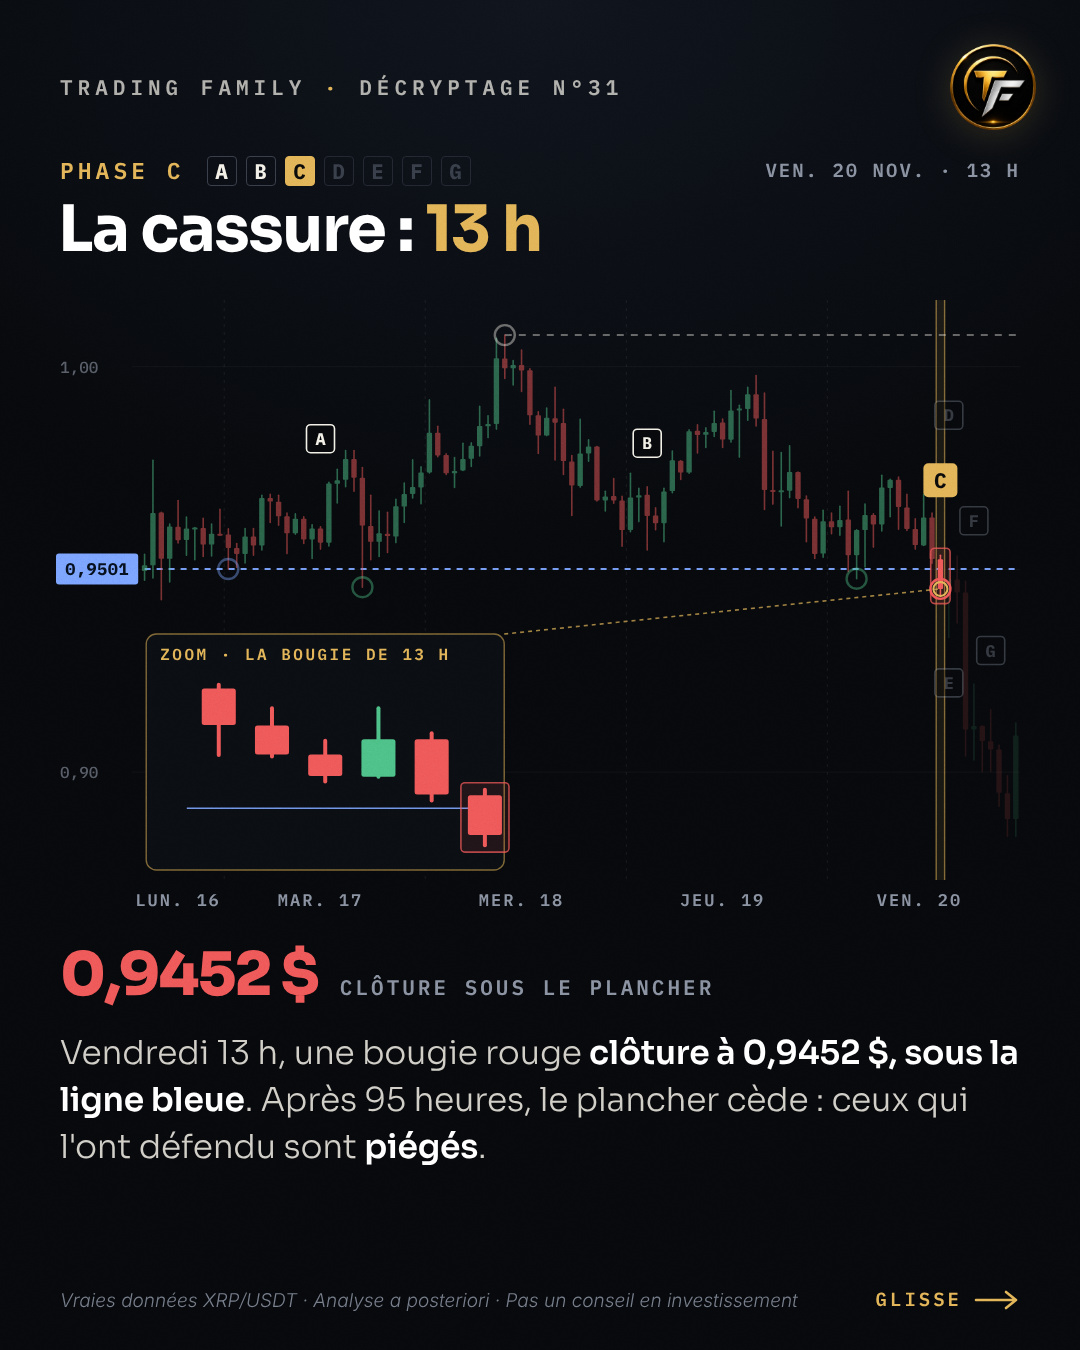 TRADING FAMILY · DÉCRYPTAGE N°31
TF
PHASE C A B C D E F G
VEN. 20 NOV. · 13 H
La cassure : 13 h
1,00
A
B
D
C
F
0,9501
G
E
ZOOM · LA BOUGIE DE 13 H
0,90
LUN. 16 MAR. 17 MER. 18 JEU. 19 VEN. 20
0,9452 $ CLÔTURE SOUS LE PLANCHER
Vendredi 13 h, une bougie rouge clôture à 0,9452 $, sous la
ligne bleue. Après 95 heures, le plancher cède : ceux qui
l'ont défendu sont piégés.
Vraies données XRP/USDT · Analyse a posteriori · Pas un conseil en investissement
GLISSE →